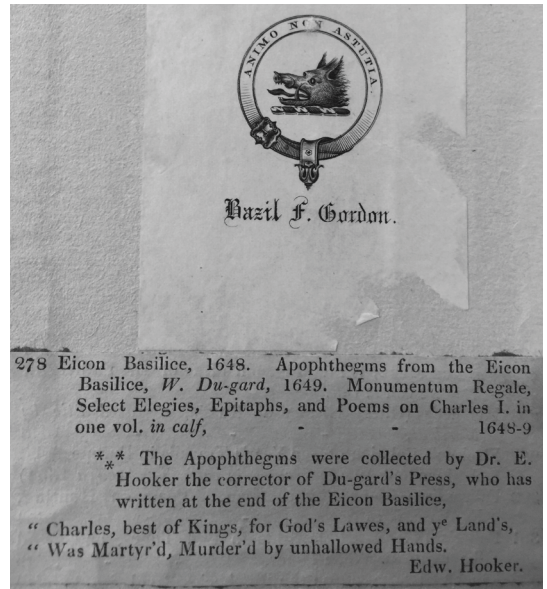 ANIMO NON ASTUTIA.
Bazil F. Gordon.
278 Eicon Basilice, 1648. Apophthegms from the Eicon
Basilice, W. Du-gard, 1649. Monumentum Regale,
Select Elegies, Epitaphs, and Poems on Charles I. in
one vol. in calf, - - 1648-9
*** The Apophthegms were collected by Dr. E.
Hooker the corrector of Du-gard's Press, who has
written at the end of the Eicon Basilice,
“ Charles, best of Kings, for God's Lawes, and yᵉ Land's,
“ Was Martyr'd, Murder'd by unhallowed Hands.
Edw. Hooker.